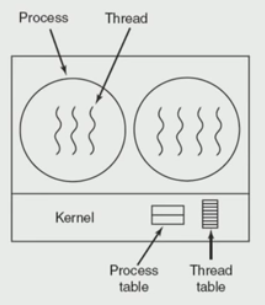 Process
Thread
Kernel
Process
table
Thread
table